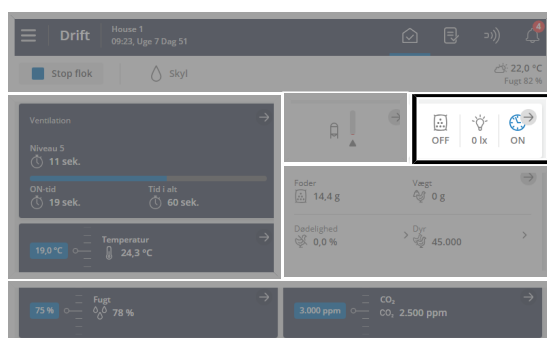 Drift
House 1
09:23, Uge 7 Dag 51
4
Stop flok
Skyl
22,0 °C
Fugt 82 %
Ventilation
Niveau 5
11 sek.
ON-tid
19 sek.
Tid i alt
60 sek.
OFF
0 lx
ON
Foder
14,4 g
Vægt
0 g
Dødelighed
0,0 %
Dyr
45.000
19,0 °C
Temperatur
24,3 °C
75 %
Fugt
78 %
3.000 ppm
CO₂
CO₂ 2.500 ppm